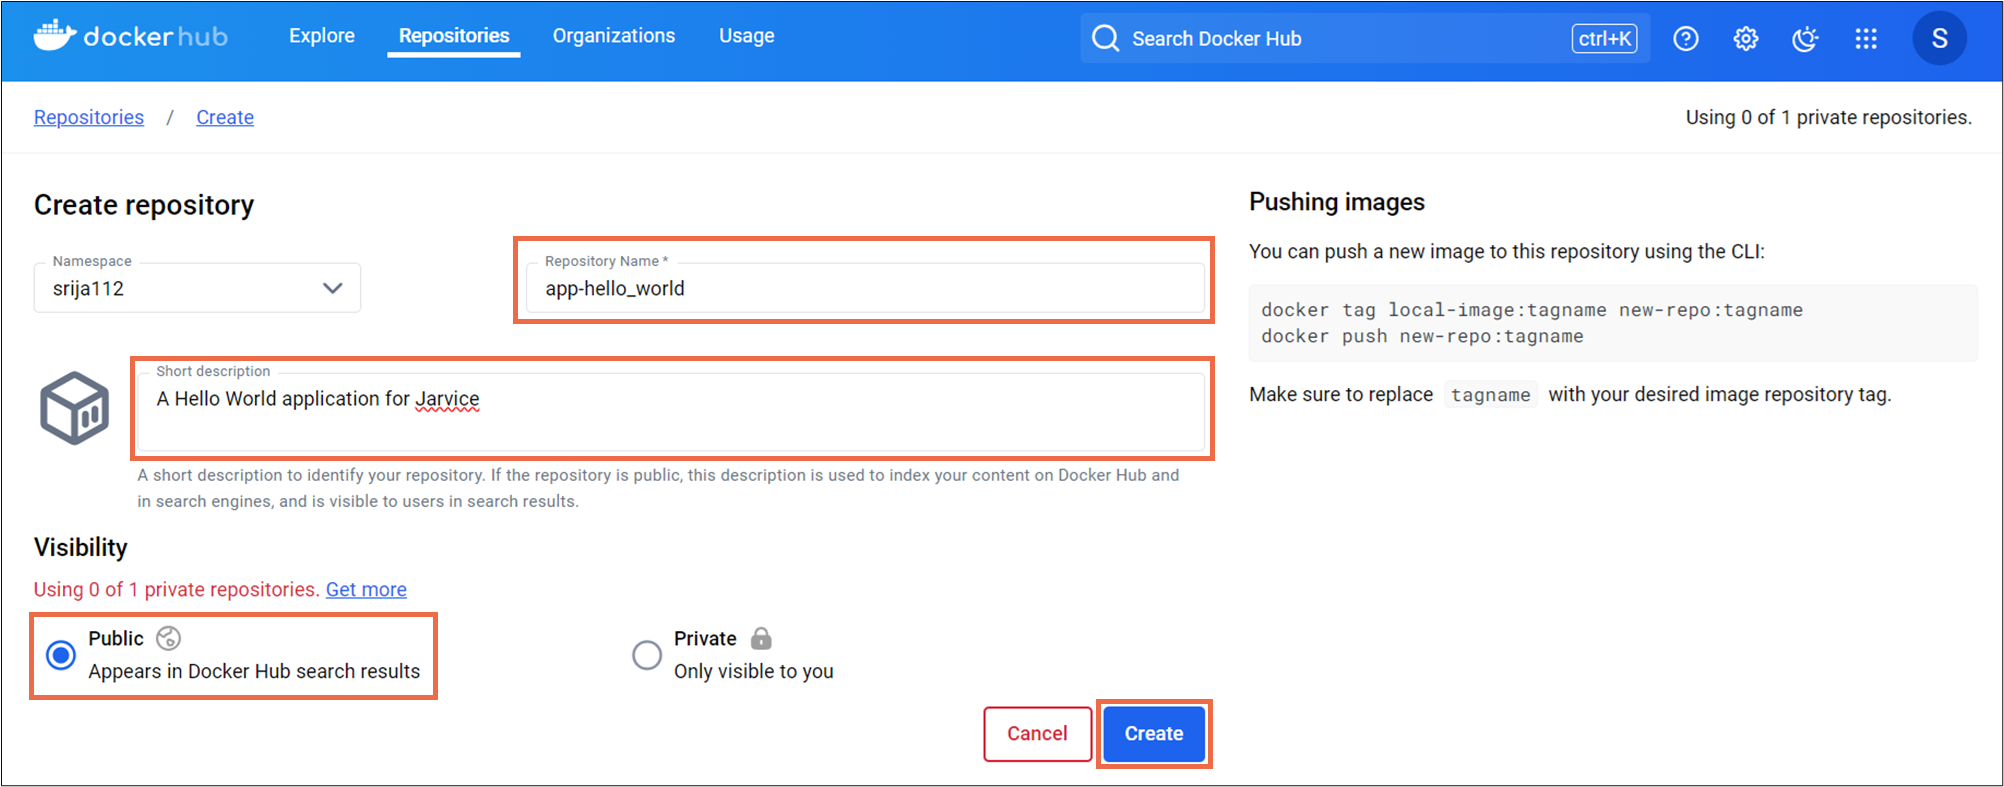 dockerhub
Explore
Repositories
Organizations
Usage
Search Docker Hub
ctrl+K
S
Repositories / Create
Using 0 of 1 private repositories.
Create repository
Namespace
srija112
Repository Name *
app-hello_world
Short description
A Hello World application for Jarvice
A short description to identify your repository. If the repository is public, this description is used to index your content on Docker Hub and
in search engines, and is visible to users in search results.
Visibility
Using 0 of 1 private repositories. Get more
Public
Appears in Docker Hub search results
Private
Only visible to you
Cancel
Create
Pushing images
You can push a new image to this repository using the CLI:
docker tag local-image:tagname new-repo:tagname
docker push new-repo:tagname
Make sure to replace tagname with your desired image repository tag.